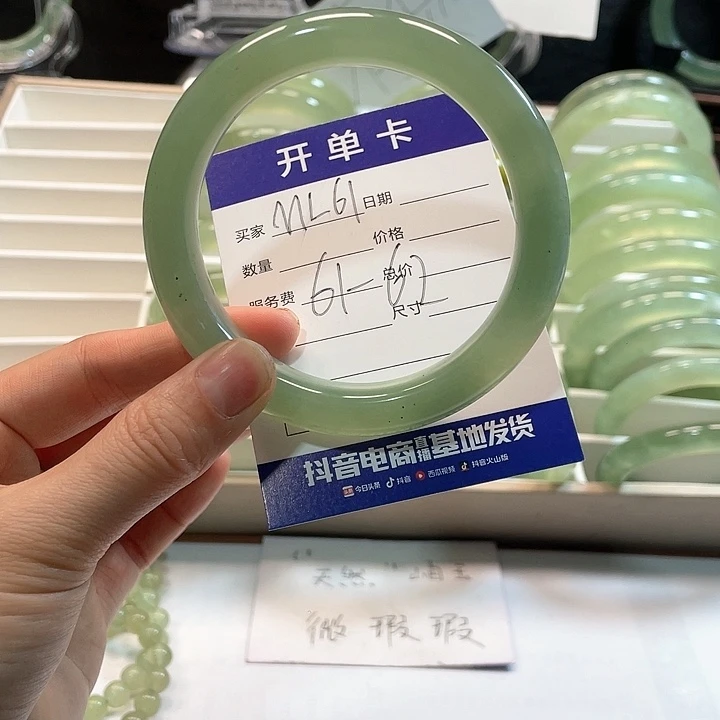 开单卡
买家 ML61 日期
数量 价格
服务费 61-62 总价
尺寸
抖音电商直播基地发货
今日头条 抖音 西瓜视频 抖音火山版
"天然"
微瑕瑕